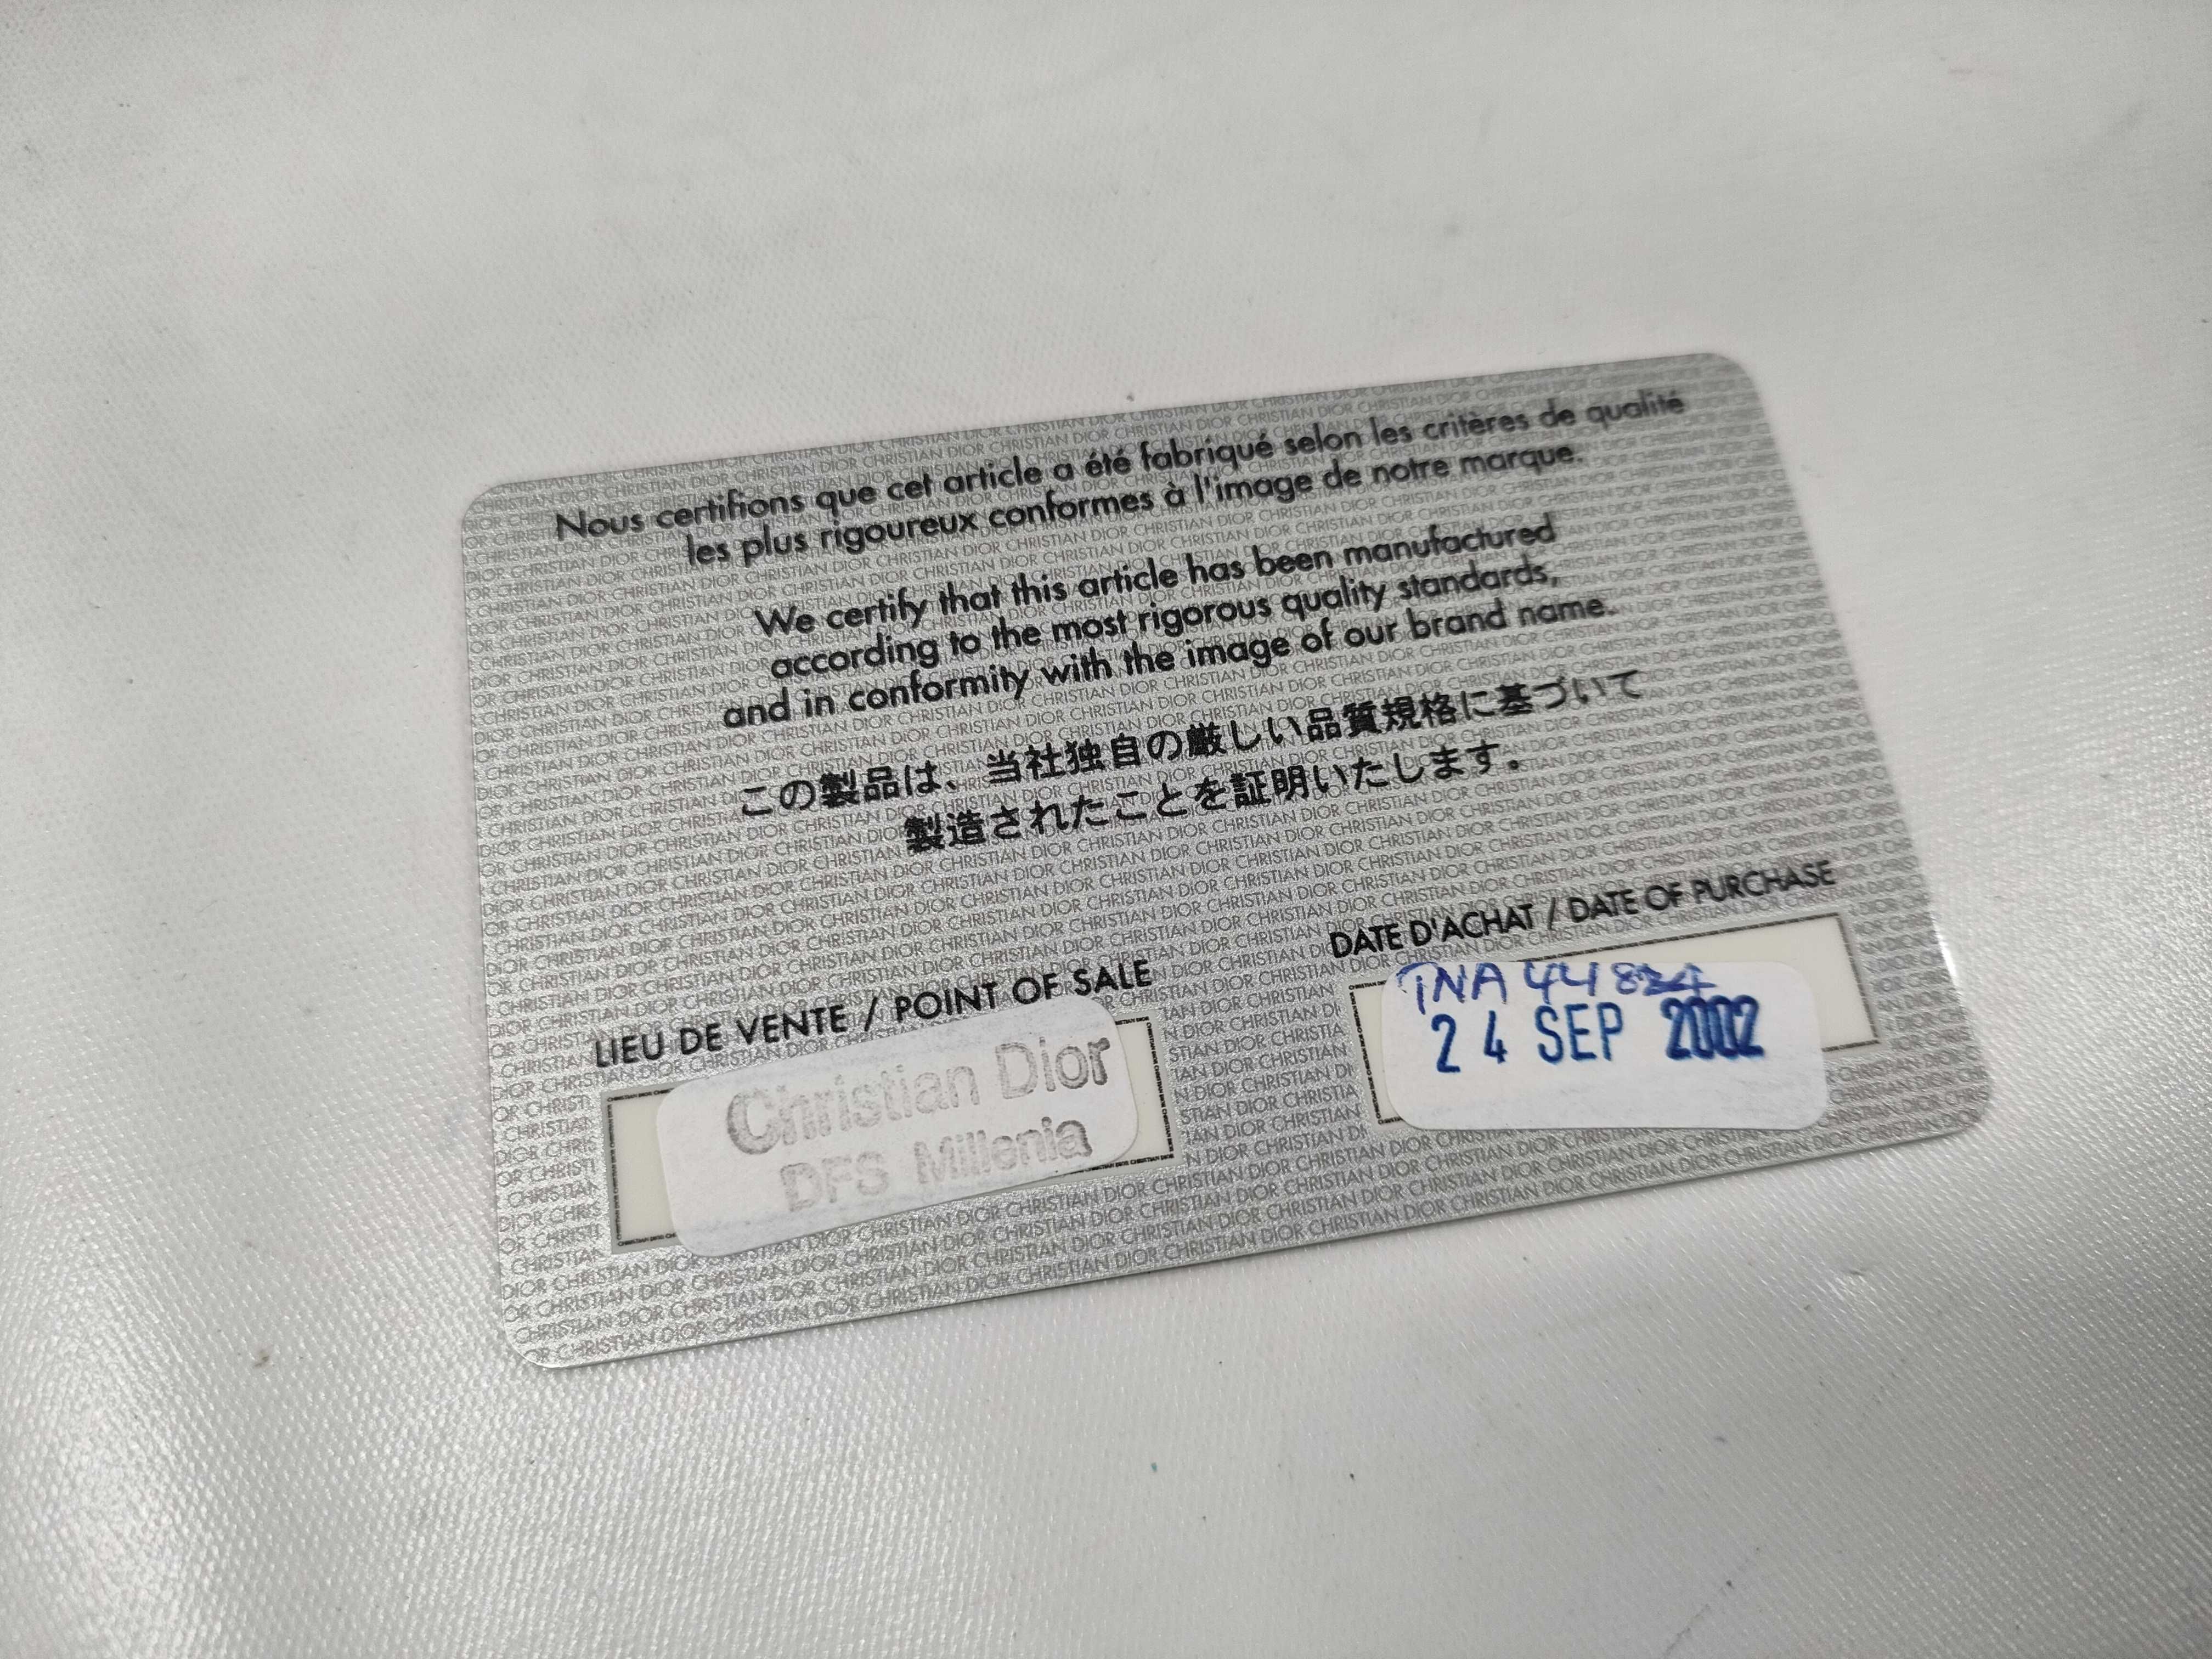 Nous certifions que cet article a été fabriqué selon les critères de qualité
les plus rigoureux conformes à l'image de notre marque.
We certify that this article has been manufactured
according to the most rigorous quality standards,
and in conformity with the image of our brand name.
この製品は、当社独自の厳しい品質規格に基づいて
製造されたことを証明いたします。
LIEU DE VENTE / POINT OF SALE
Christian Dior
DFS Millenia
DATE D'ACHAT / DATE OF PURCHASE
24 SEP 2002